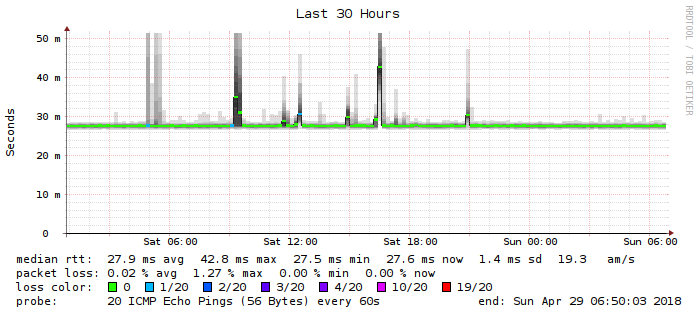 Last 30 Hours
RRDTOOL / TOBI OETIKER
Seconds
50 m
40 m
30 m
20 m
10 m
0
Sat 06:00 Sat 12:00 Sat 18:00 Sun 00:00 Sun 06:00
median rtt: 27.9 ms avg 42.8 ms max 27.5 ms min 27.6 ms now 1.4 ms sd 19.3 am/s
packet loss: 0.02 % avg 1.27 % max 0.00 % min 0.00 % now
loss color: 0 1/20 2/20 3/20 4/20 10/20 19/20
probe: 20 ICMP Echo Pings (56 Bytes) every 60s end: Sun Apr 29 06:50:03 2018